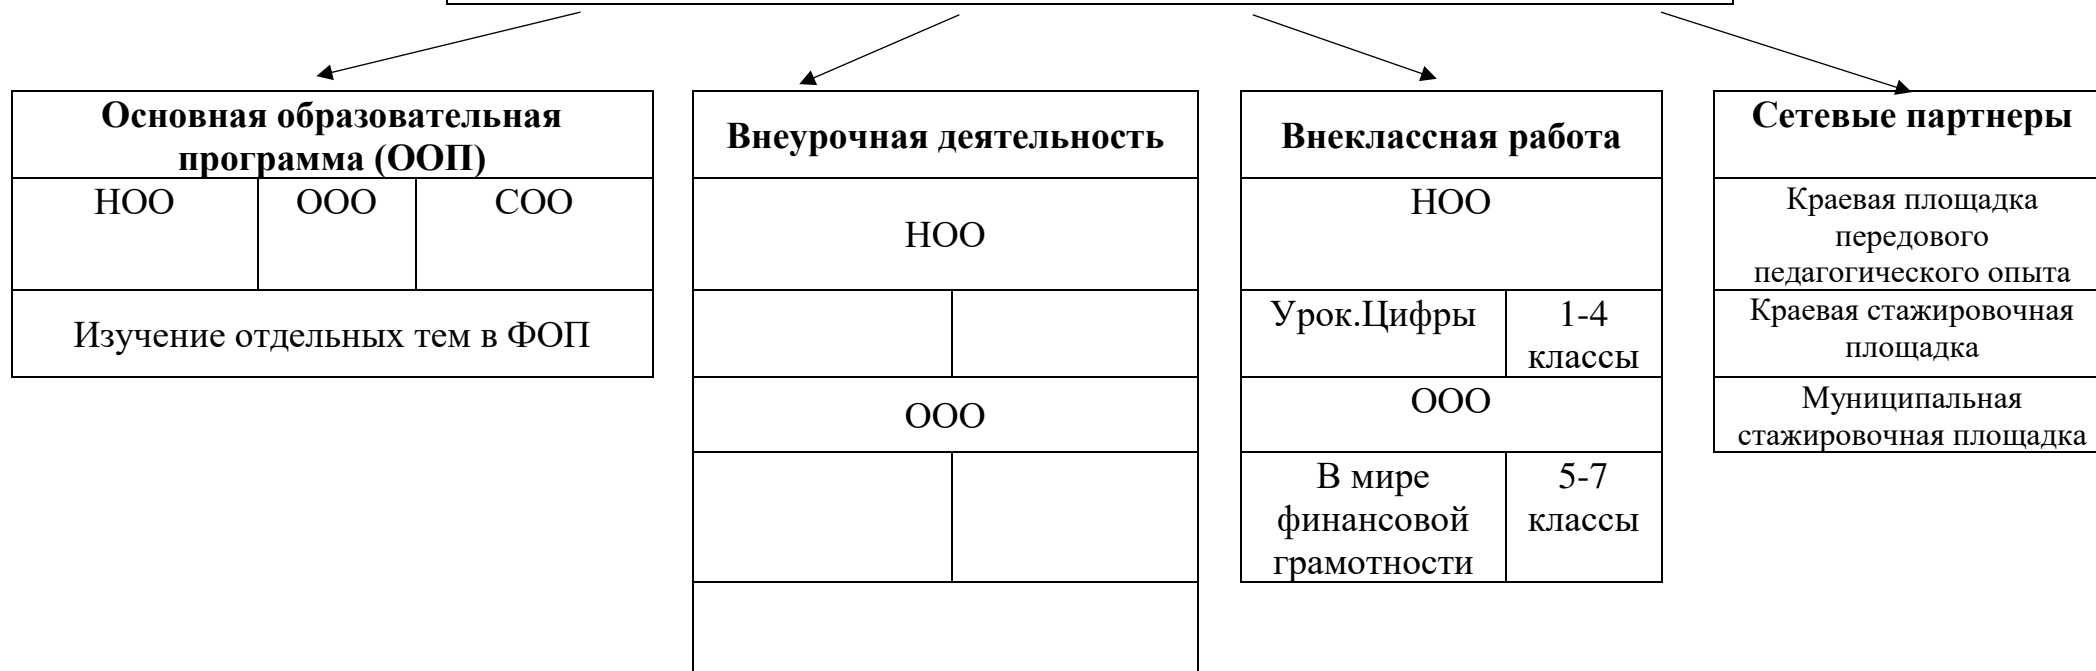 Основная образовательная
программа (ООП)
НОО
ООО
СОО
Изучение отдельных тем в ФОП
Внеурочная деятельность
НОО
ООО
Внеклассная работа
НОО
Урок.Цифры
1-4
классы
ООО
В мире
финансовой
грамотности
5-7
классы
Сетевые партнеры
Краевая площадка
передового
педагогического опыта
Краевая стажировочная
площадка
Муниципальная
стажировочная площадка